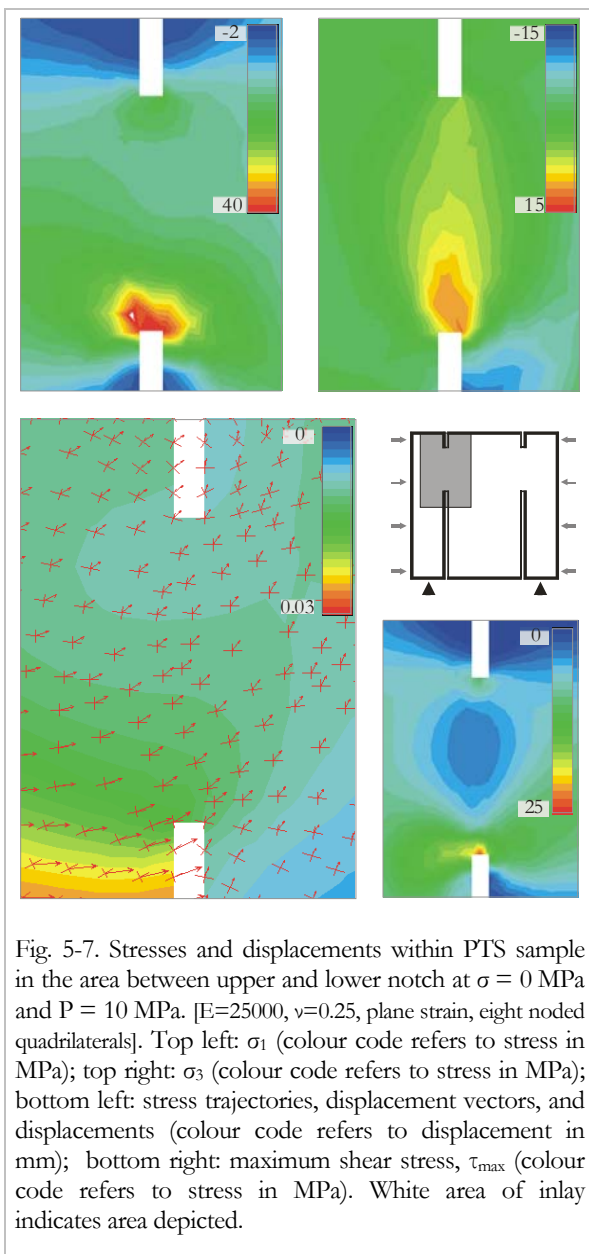 -2
40
-15
15
0
0.03
0
25
Fig. 5-7. Stresses and displacements within PTS sample
in the area between upper and lower notch at σ = 0 MPa
and P = 10 MPa. [E=25000, ν=0.25, plane strain, eight noded
quadrilaterals]. Top left: σ₁ (colour code refers to stress in
MPa); top right: σ₃ (colour code refers to stress in MPa);
bottom left: stress trajectories, displacement vectors, and
displacements (colour code refers to displacement in
mm); bottom right: maximum shear stress, τmax (colour
code refers to stress in MPa). White area of inlay
indicates area depicted.